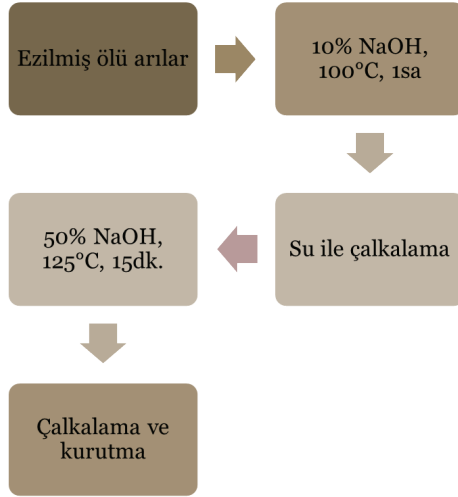 Ezilmiş ölü arılar
10% NaOH,
100°C, 1sa
Su ile çalkalama
50% NaOH,
125°C, 15dk.
Çalkalama ve
kurutma